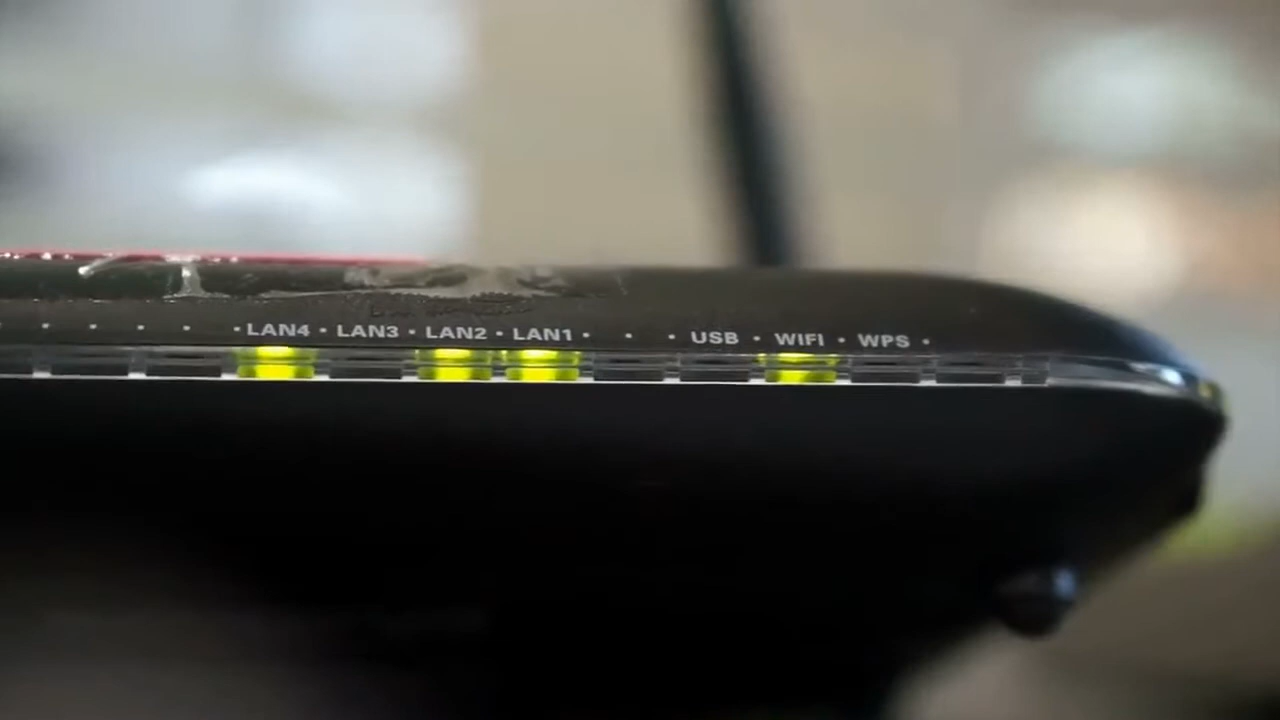 LAN4 • LAN3 • LAN2 • LAN1 • • • USB • WIFI • WPS •